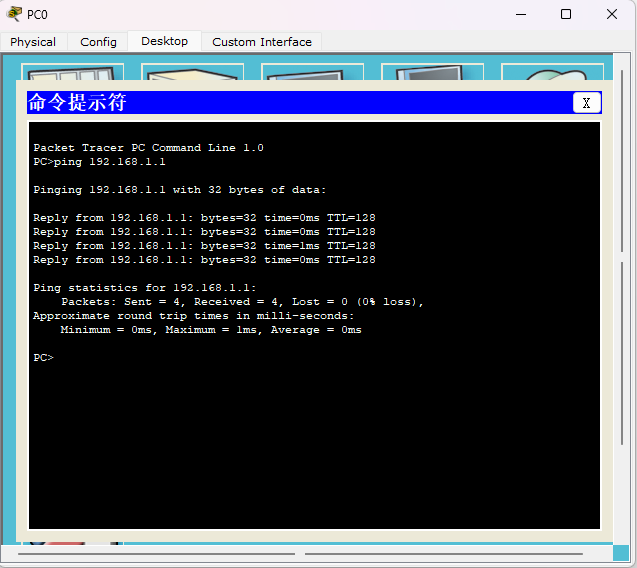 PC0
Physical Config Desktop Custom Interface
命令提示符
X
Packet Tracer PC Command Line 1.0
PC>ping 192.168.1.1
Pinging 192.168.1.1 with 32 bytes of data:
Reply from 192.168.1.1: bytes=32 time=0ms TTL=128
Reply from 192.168.1.1: bytes=32 time=0ms TTL=128
Reply from 192.168.1.1: bytes=32 time=1ms TTL=128
Reply from 192.168.1.1: bytes=32 time=0ms TTL=128
Ping statistics for 192.168.1.1:
Packets: Sent = 4, Received = 4, Lost = 0 (0% loss),
Approximate round trip times in milli-seconds:
Minimum = 0ms, Maximum = 1ms, Average = 0ms
PC>